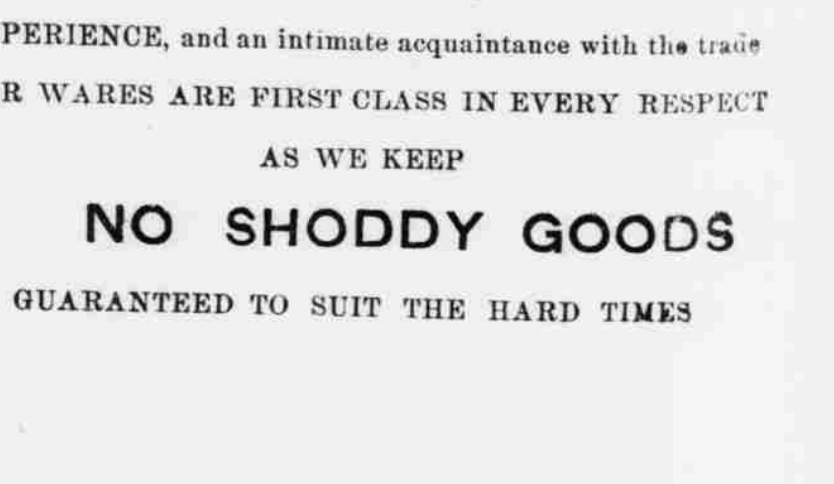 PERIENCE, and an intimate acquaintance with the trade
R WARES ARE FIRST CLASS IN EVERY RESPECT
AS WE KEEP
NO SHODDY GOODS
GUARANTEED TO SUIT THE HARD TIMES